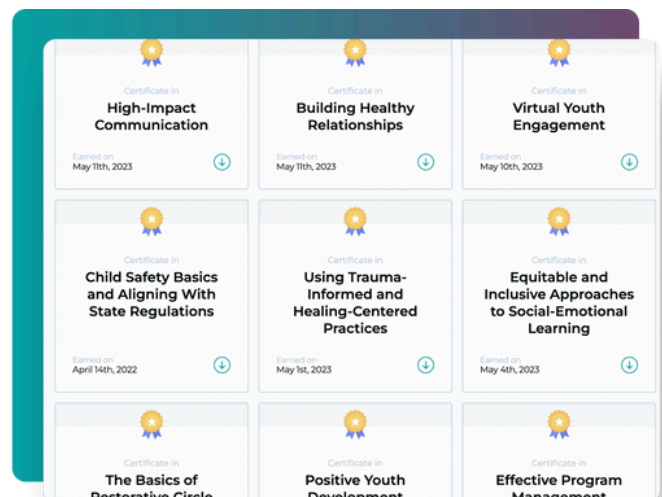 Certificate in
High-Impact
Communication
Earned on
May 11th, 2023
Certificate in
Building Healthy
Relationships
Earned on
May 11th, 2023
Certificate in
Virtual Youth
Engagement
Earned on
May 10th, 2023
Certificate in
Child Safety Basics
and Aligning With
State Regulations
Earned on
April 14th, 2022
Certificate in
Using Trauma-
Informed and
Healing-Centered
Practices
Earned on
May 1st, 2023
Certificate in
Equitable and
Inclusive Approaches
to Social-Emotional
Learning
Earned on
May 4th, 2023
Certificate in
The Basics of
Restorative Circle
Certificate in
Positive Youth
Development
Certificate in
Effective Program
Management